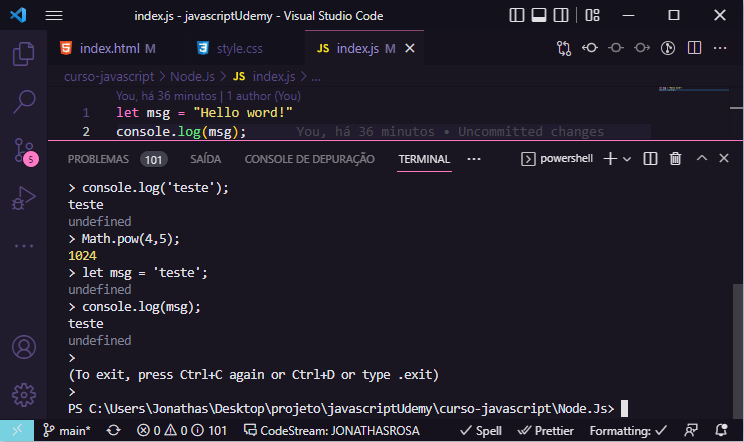 index.js - javascriptUdemy - Visual Studio Code
index.html M
style.css
JS index.js M
curso-javascript > Node.Js > JS index.js > ...
You, há 36 minutos | 1 author (You)
1 let msg = "Hello word!"
2 console.log(msg); You, há 36 minutos • Uncommitted changes
PROBLEMAS 101 SAÍDA CONSOLE DE DEPURAÇÃO TERMINAL ··· powershell
5
> console.log('teste');
teste
undefined
> Math.pow(4,5);
1024
> let msg = 'teste';
undefined
> console.log(msg);
teste
undefined
>
(To exit, press Ctrl+C again or Ctrl+D or type .exit)
>
PS C:\Users\Jonathas\Desktop\projeto\javascriptUdemy\curso-javascript\Node.Js>
main* 0 0 101 CodeStream: JONATHASROSA Spell Prettier Formatting: